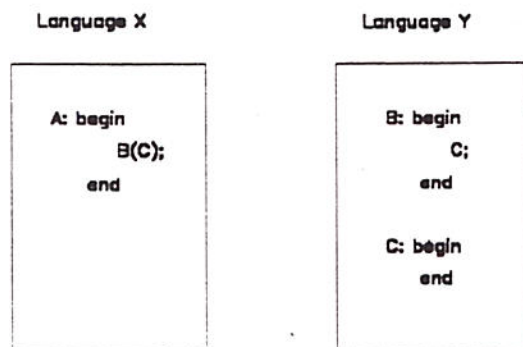 Language X
A: begin
B(C);
end
Language Y
B: begin
C;
end
C: begin
end